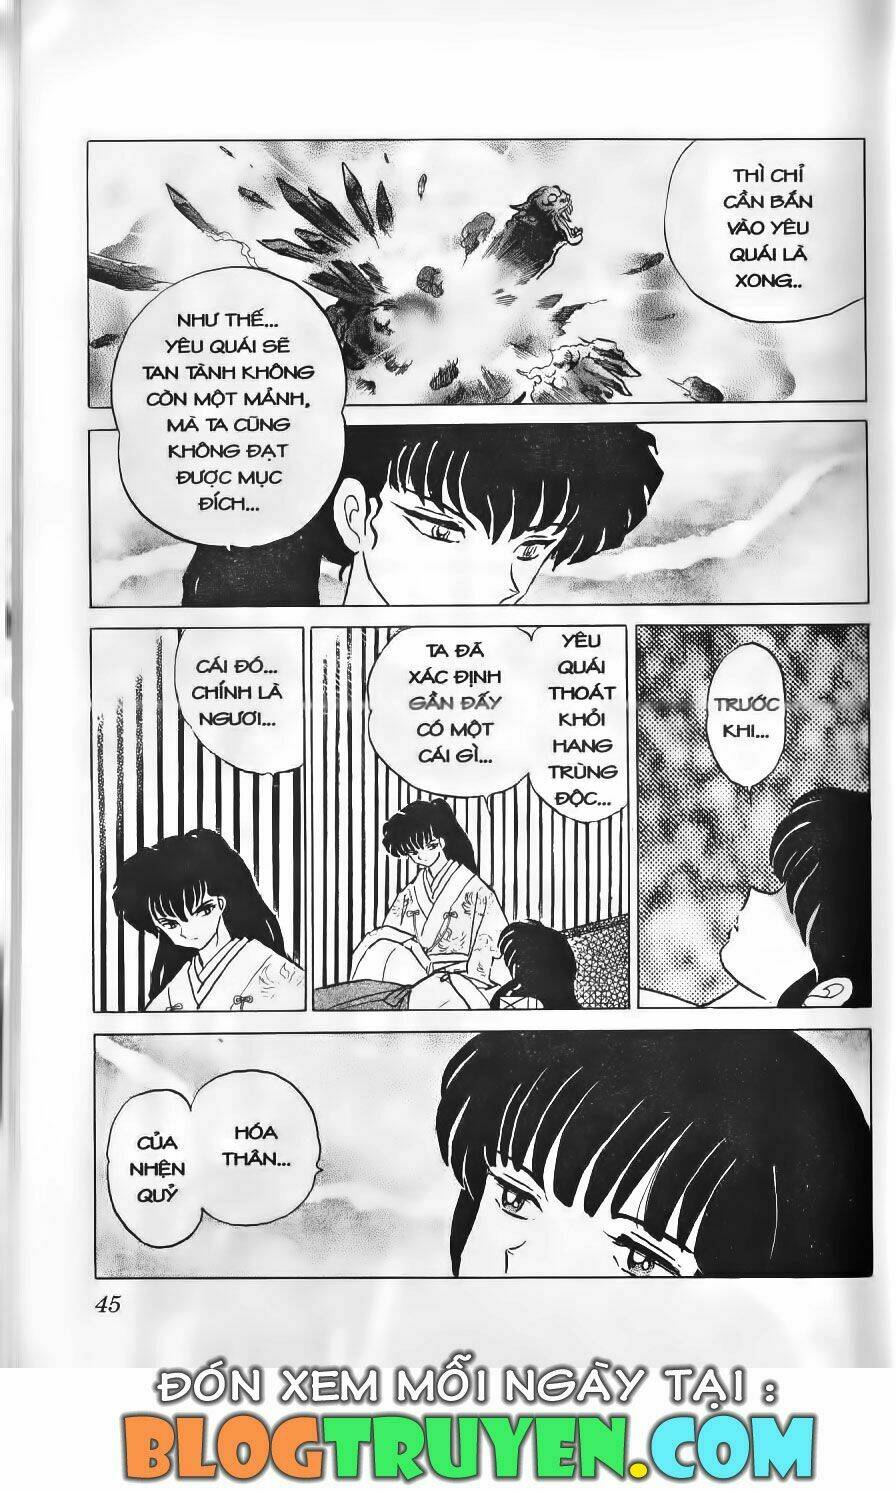 THÌ CHỈ
CẦN BẮN
VÀO YÊU
QUÁI LÀ
XONG..
NHƯ THẾ...
YÊU QUÁI SẼ
TAN TÀNH KHÔNG
CÒN MỘT MẢNH,
MÀ TA CŨNG
KHÔNG ĐẠT
ĐƯỢC MỤC
ĐÍCH...
TRƯỚC
KHI...
YÊU
QUÁI
THOÁT
KHỎI
HANG
TRÙNG
ĐỘC...
TA ĐÃ
XÁC ĐỊNH
GẦN ĐẤY
CÓ MỘT
CÁI GÌ...
CÁI ĐÓ...
CHÍNH LÀ
NGƯƠI...
HÓA
THÂN...
CỦA
NHỆN
QUỶ
45
ĐÓN XEM MỖI NGÀY TẠI :
BLOGTRUYEN.COM